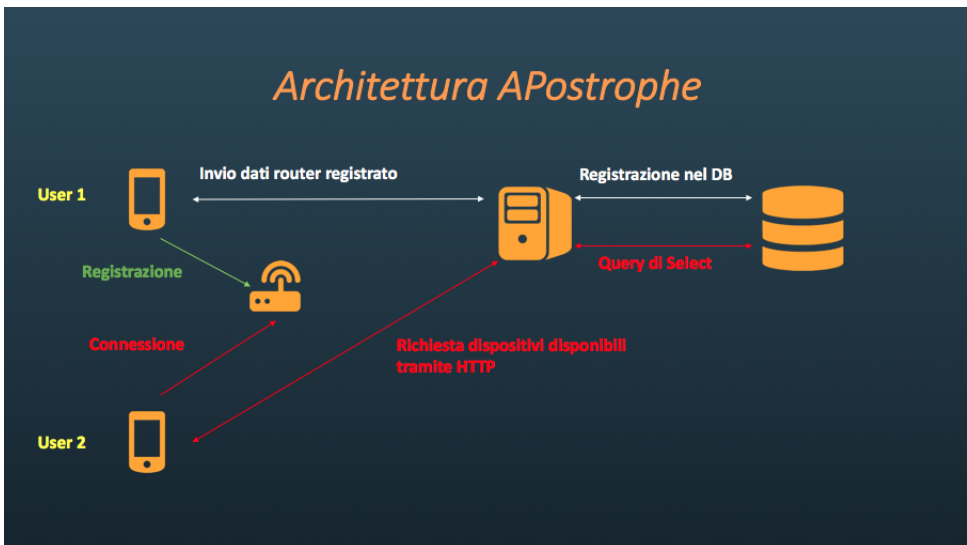 Architettura APostrophe
Invio dati router registrato
Registrazione nel DB
User 1
Query di Select
Registrazione
Connessione
Richiesta dispositivi disponibili
tramite HTTP
User 2